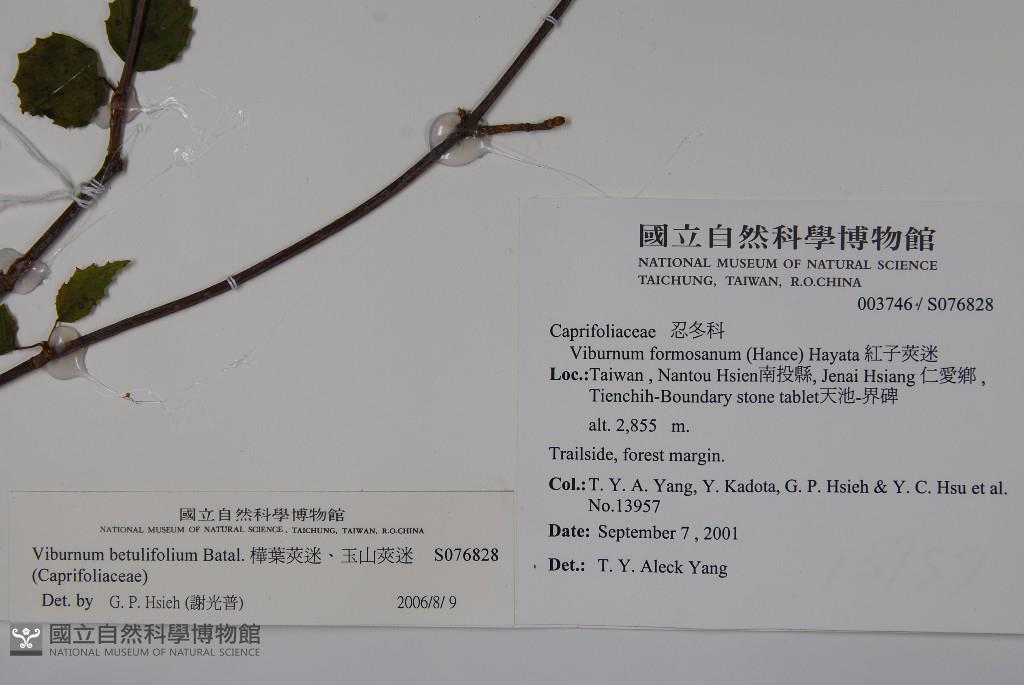 國立自然科學博物館
NATIONAL MUSEUM OF NATURAL SCIENCE
TAICHUNG, TAIWAN, R.O.CHINA
003746 / S076828
Caprifoliaceae 忍冬科
Viburnum formosanum (Hance) Hayata 紅子莢迷
Loc.:Taiwan , Nantou Hsien南投縣, Jenai Hsiang 仁愛鄉 ,
Tienchih-Boundary stone tablet天池-界碑
alt. 2,855 m.
Trailside, forest margin.
Col.: T. Y. A. Yang, Y. Kadota, G. P. Hsieh & Y. C. Hsu et al.
No.13957
Date: September 7 , 2001
Det.: T. Y. Aleck Yang
國立自然科學博物館
NATIONAL MUSEUM OF NATURAL SCIENCE , TAICHUNG, TAIWAN, R.O.CHINA
Viburnum betulifolium Batal. 樺葉莢迷、玉山莢迷 S076828
(Caprifoliaceae)
Det. by G. P. Hsieh (謝光普) 2006/8/ 9
國立自然科學博物館
NATIONAL MUSEUM OF NATURAL SCIENCE